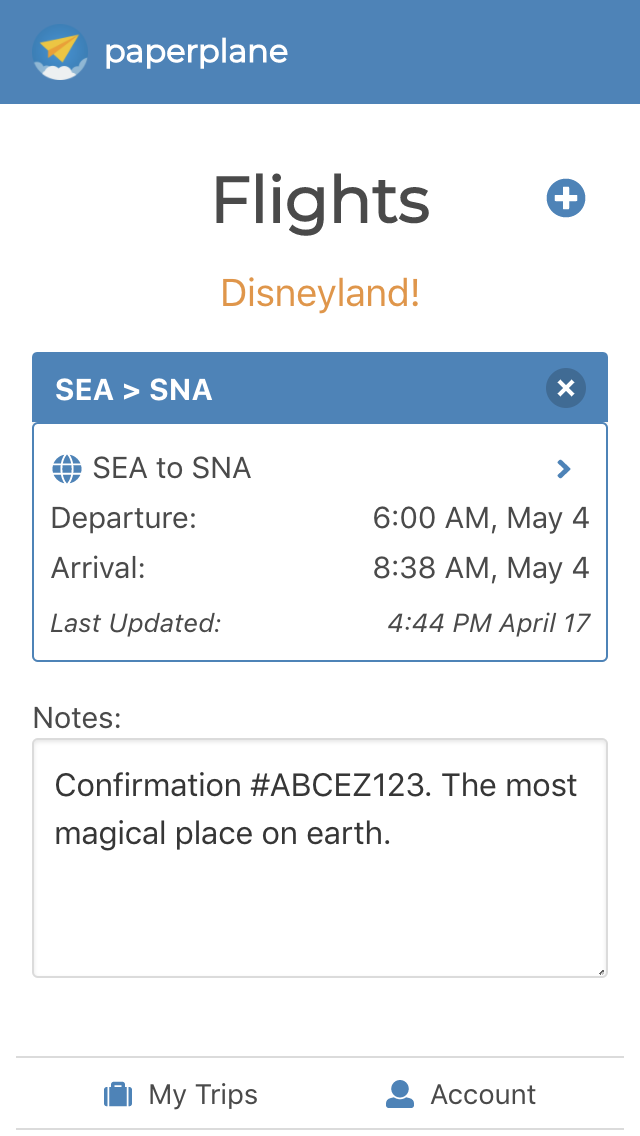 paperplane
Flights
Disneyland!
SEA > SNA
SEA to SNA
Departure: 6:00 AM, May 4
Arrival: 8:38 AM, May 4
Last Updated: 4:44 PM April 17
Notes:
Confirmation #ABCEZ123. The most
magical place on earth.
My Trips Account